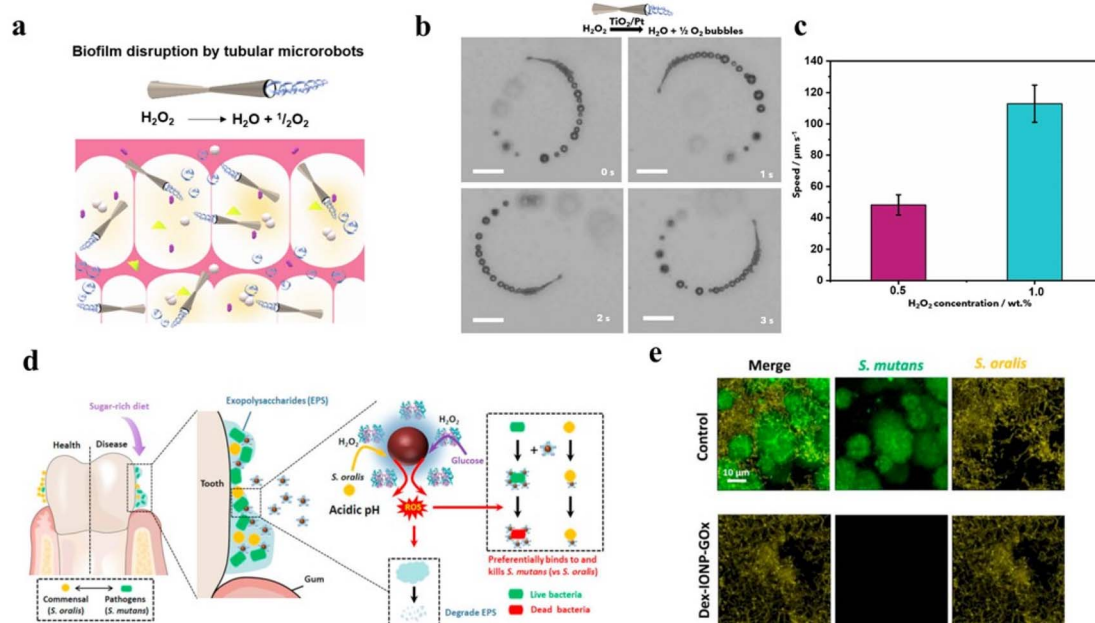 a
Biofilm disruption by tubular microrobots
H₂O₂ → H₂O + ¹/₂O₂
b
H₂O₂ TiO₂/Pt H₂O + ½ O₂ bubbles
0 s
1 s
2 s
3 s
c
140
120
100
80
60
40
20
0
Speed / µm s⁻¹
0.5
1.0
H₂O₂ concentration / wt.%
d
Sugar-rich diet
Health
Disease
Commensal
(S. oralis)
Pathogens
(S. mutans)
Exopolysaccharides (EPS)
Tooth
Gum
H₂O₂
H₂O₂
Glucose
S. oralis
Acidic pH
ROS
Degrade EPS
+
Preferentially binds to and
kills S. mutans (vs S. oralis)
Live bacteria
Dead bacteria
e
Merge
S. mutans
S. oralis
Control
10 µm
Dex-IONP-GOx